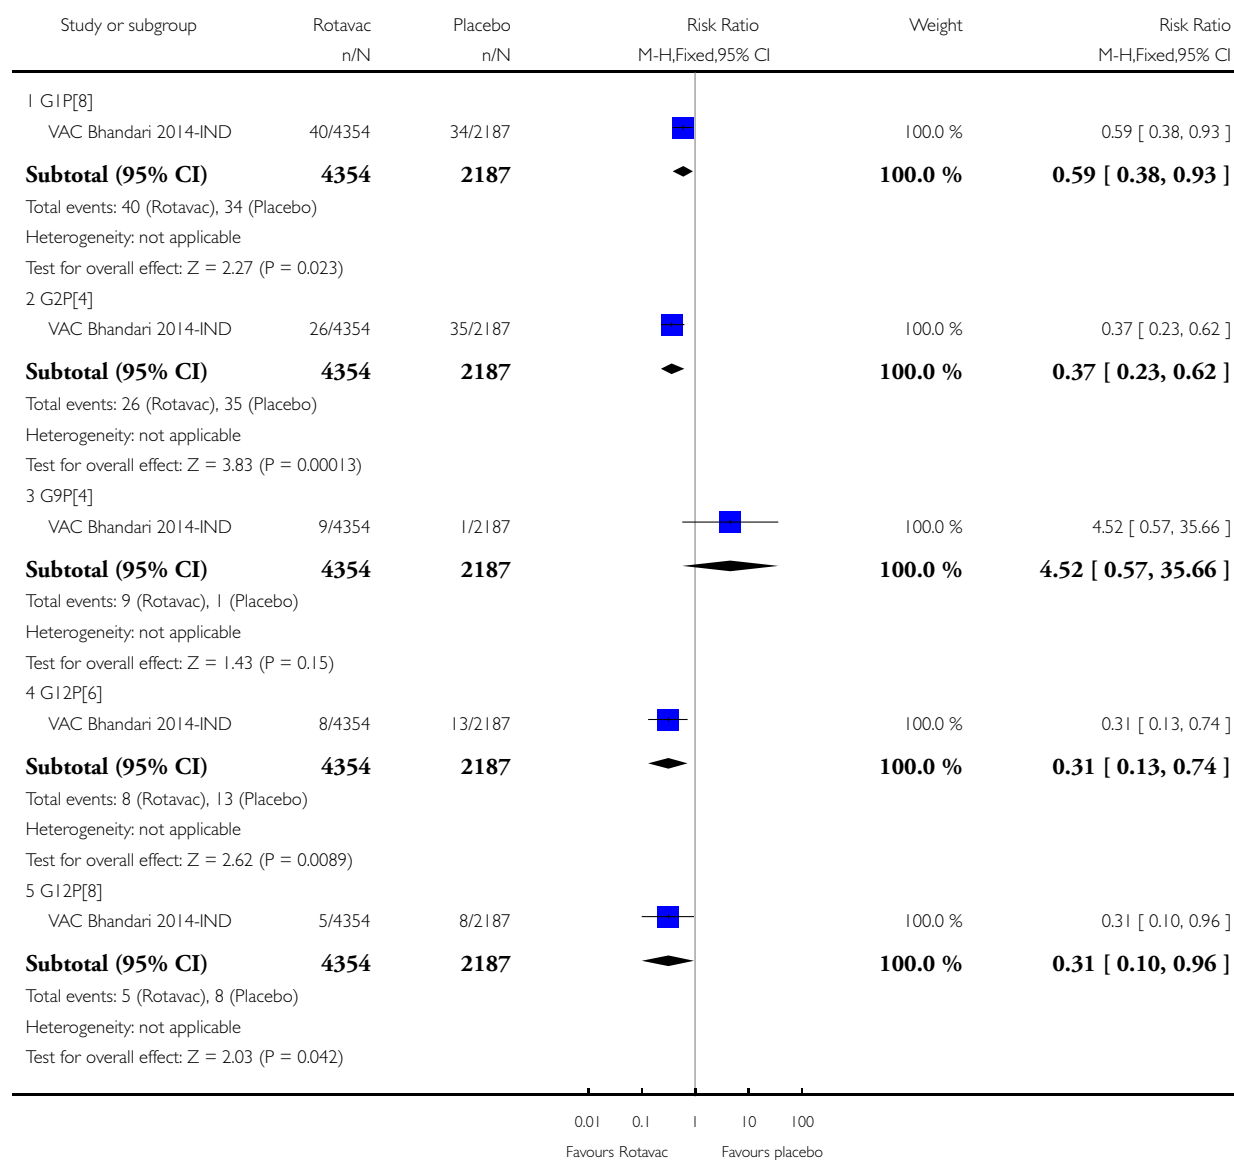 Study or subgroup Rotavac Placebo Risk Ratio Weight Risk Ratio
n/N n/N M-H,Fixed,95% CI M-H,Fixed,95% CI
1 G1P[8]
VAC Bhandari 2014-IND 40/4354 34/2187 100.0 % 0.59 [ 0.38, 0.93 ]
Subtotal (95% CI) 4354 2187 100.0 % 0.59 [ 0.38, 0.93 ]
Total events: 40 (Rotavac), 34 (Placebo)
Heterogeneity: not applicable
Test for overall effect: Z = 2.27 (P = 0.023)
2 G2P[4]
VAC Bhandari 2014-IND 26/4354 35/2187 100.0 % 0.37 [ 0.23, 0.62 ]
Subtotal (95% CI) 4354 2187 100.0 % 0.37 [ 0.23, 0.62 ]
Total events: 26 (Rotavac), 35 (Placebo)
Heterogeneity: not applicable
Test for overall effect: Z = 3.83 (P = 0.00013)
3 G9P[4]
VAC Bhandari 2014-IND 9/4354 1/2187 100.0 % 4.52 [ 0.57, 35.66 ]
Subtotal (95% CI) 4354 2187 100.0 % 4.52 [ 0.57, 35.66 ]
Total events: 9 (Rotavac), 1 (Placebo)
Heterogeneity: not applicable
Test for overall effect: Z = 1.43 (P = 0.15)
4 G12P[6]
VAC Bhandari 2014-IND 8/4354 13/2187 100.0 % 0.31 [ 0.13, 0.74 ]
Subtotal (95% CI) 4354 2187 100.0 % 0.31 [ 0.13, 0.74 ]
Total events: 8 (Rotavac), 13 (Placebo)
Heterogeneity: not applicable
Test for overall effect: Z = 2.62 (P = 0.0089)
5 G12P[8]
VAC Bhandari 2014-IND 5/4354 8/2187 100.0 % 0.31 [ 0.10, 0.96 ]
Subtotal (95% CI) 4354 2187 100.0 % 0.31 [ 0.10, 0.96 ]
Total events: 5 (Rotavac), 8 (Placebo)
Heterogeneity: not applicable
Test for overall effect: Z = 2.03 (P = 0.042)
0.01 0.1 1 10 100
Favours Rotavac Favours placebo